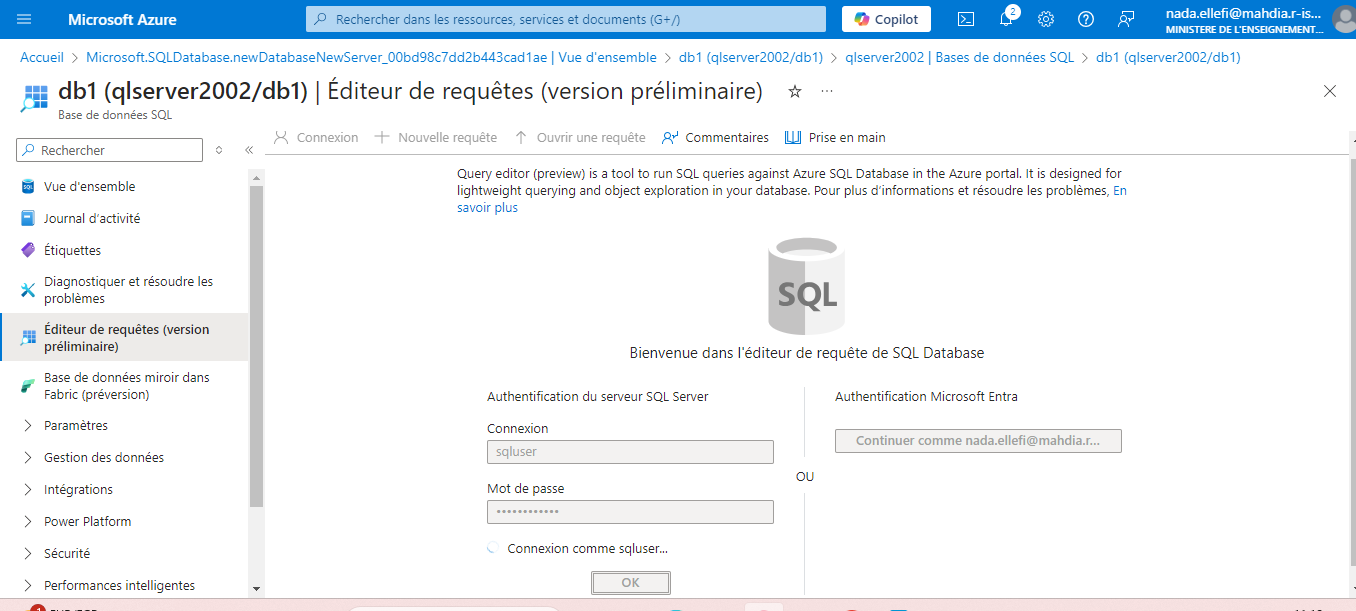 Microsoft Azure
Rechercher dans les ressources, services et documents (G+/)
Copilot
2
nada.ellefi@mahdia.r-is...
MINISTERE DE L'ENSEIGNEMENT...
Accueil > Microsoft.SQLDatabase.newDatabaseNewServer_00bd98c7dd2b443cad1ae | Vue d'ensemble > db1 (qlserver2002/db1) > qlserver2002 | Bases de données SQL > db1 (qlserver2002/db1)
db1 (qlserver2002/db1) | Éditeur de requêtes (version préliminaire)
Base de données SQL
Rechercher
Connexion
Nouvelle requête
Ouvrir une requête
Commentaires
Prise en main
Vue d'ensemble
Journal d'activité
Étiquettes
Diagnostiquer et résoudre les
problèmes
Éditeur de requêtes (version
préliminaire)
Base de données miroir dans
Fabric (préversion)
Paramètres
Gestion des données
Intégrations
Power Platform
Sécurité
Performances intelligentes
Query editor (preview) is a tool to run SQL queries against Azure SQL Database in the Azure portal. It is designed for
lightweight querying and object exploration in your database. Pour plus d'informations et résoudre les problèmes, En
savoir plus
SQL
Bienvenue dans l'éditeur de requête de SQL Database
Authentification du serveur SQL Server
Connexion
sqluser
Mot de passe
Connexion comme sqluser...
OK
OU
Authentification Microsoft Entra
Continuer comme nada.ellefi@mahdia.r...